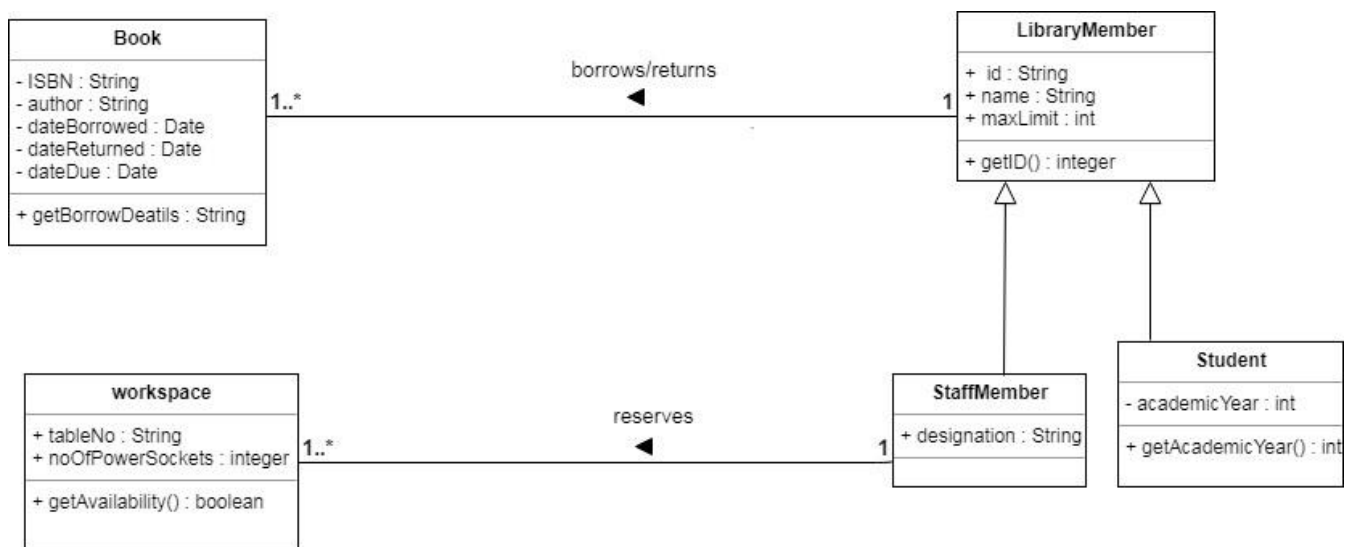 Book
- ISBN : String
- author : String
- dateBorrowed : Date
- dateReturned : Date
- dateDue : Date
+ getBorrowDeatils : String
borrows/returns
1..*
1
LibraryMember
+ id : String
+ name : String
+ maxLimit : int
+ getID() : integer
workspace
+ tableNo : String
+ noOfPowerSockets : integer
+ getAvailability() : boolean
reserves
1..*
1
StaffMember
+ designation : String
Student
- academicYear : int
+ getAcademicYear() : int